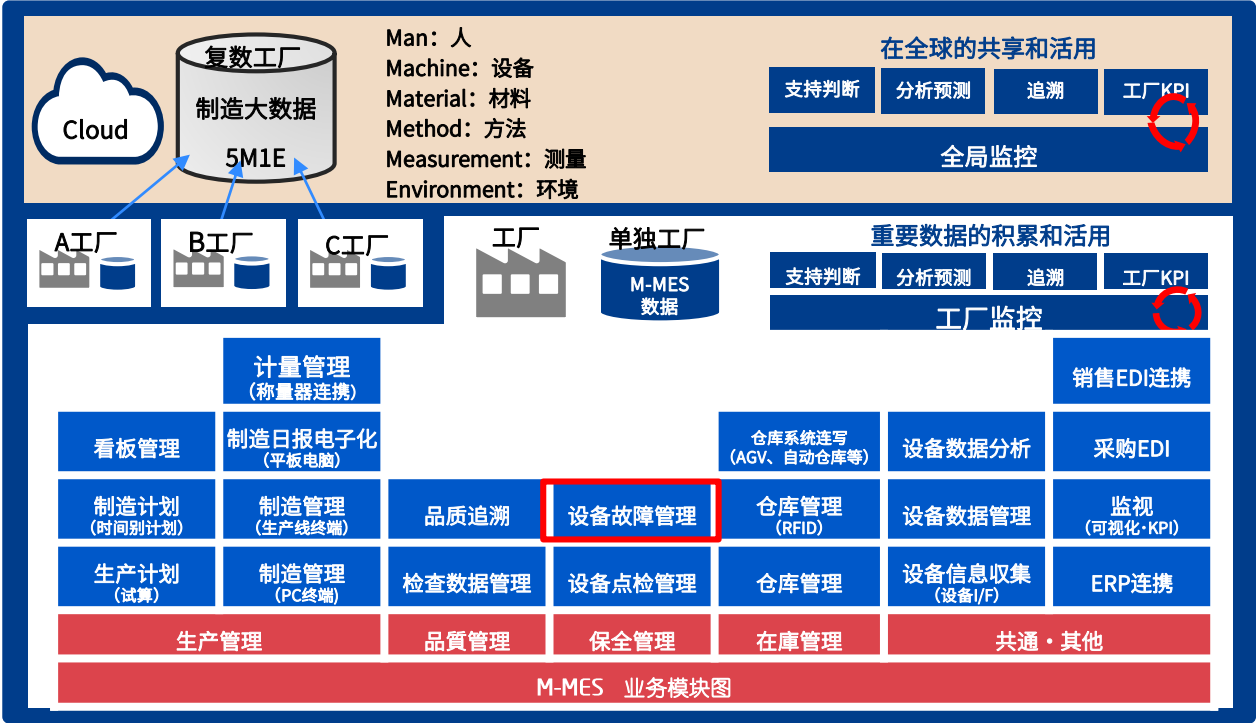 Cloud
复数工厂
制造大数据
5M1E
Man：人
Machine：设备
Material：材料
Method：方法
Measurement：测量
Environment：环境
在全球的共享和活用
支持判断
分析预测
追溯
工厂KPI
全局监控
A工厂
B工厂
C工厂
工厂
单独工厂
M-MES
数据
重要数据的积累和活用
支持判断
分析预测
追溯
工厂KPI
工厂监控
计量管理
（称量器连携）
销售EDI连携
看板管理
制造日报电子化
（平板电脑）
仓库系统连写
（AGV、自动仓库等）
设备数据分析
采购EDI
制造计划
（时间别计划）
制造管理
（生产线终端）
品质追溯
设备故障管理
仓库管理
（RFID）
设备数据管理
监视
（可视化·KPI）
生产计划
（试算）
制造管理
（PC终端）
检查数据管理
设备点检管理
仓库管理
设备信息収集
（设备I/F）
ERP连携
生产管理
品質管理
保全管理
在庫管理
共通・其他
M-MES 业务模块图